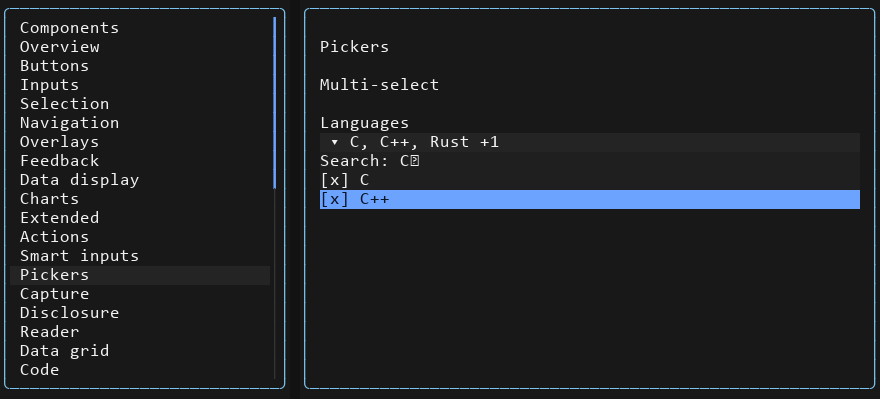 Components
Overview
Buttons
Inputs
Selection
Navigation
Overlays
Feedback
Data display
Charts
Extended
Actions
Smart inputs
Pickers
Capture
Disclosure
Reader
Data grid
Code
Pickers
Multi-select
Languages
▾ C, C++, Rust +1
Search: C
[x] C
[x] C++